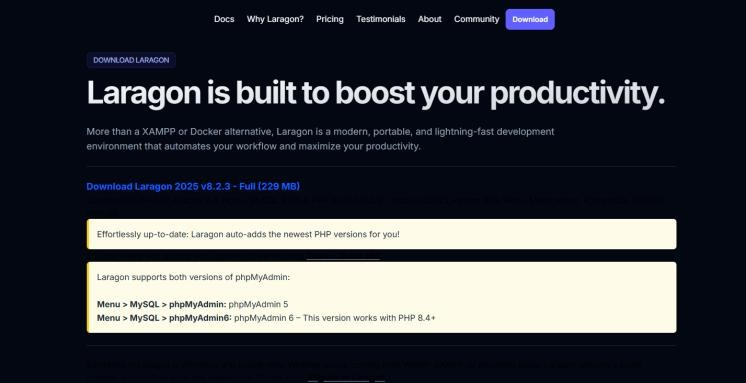 Docs Why Laragon? Pricing Testimonials About Community Download
DOWNLOAD LARAGON
Laragon is built to boost your productivity.
More than a XAMPP or Docker alternative, Laragon is a modern, portable, and lightning-fast development
environment that automates your workflow and maximize your productivity.
Download Laragon 2025 v8.2.3 - Full (229 MB)
Effortlessly up-to-date: Laragon auto-adds the newest PHP versions for you!
Laragon supports both versions of phpMyAdmin:
Menu > MySQL > phpMyAdmin: phpMyAdmin 5
Menu > MySQL > phpMyAdmin6: phpMyAdmin 6 – This version works with PHP 8.4+